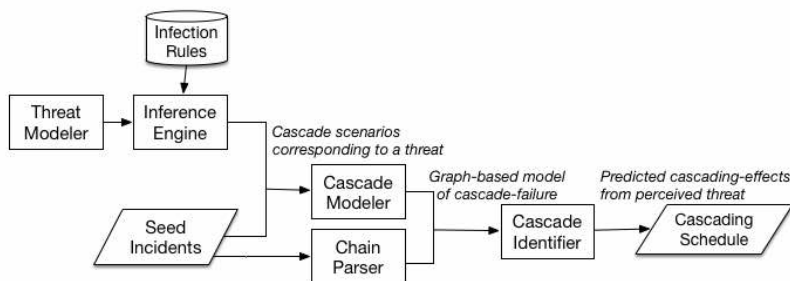 Infection
Rules
Threat
Modeler
Inference
Engine
Cascade scenarios
corresponding to a threat
Cascade
Modeler
Seed
Incidents
Chain
Parser
Graph-based model
of cascade-failure
Cascade
Identifier
Predicted cascading-effects
from perceived threat
Cascading
Schedule